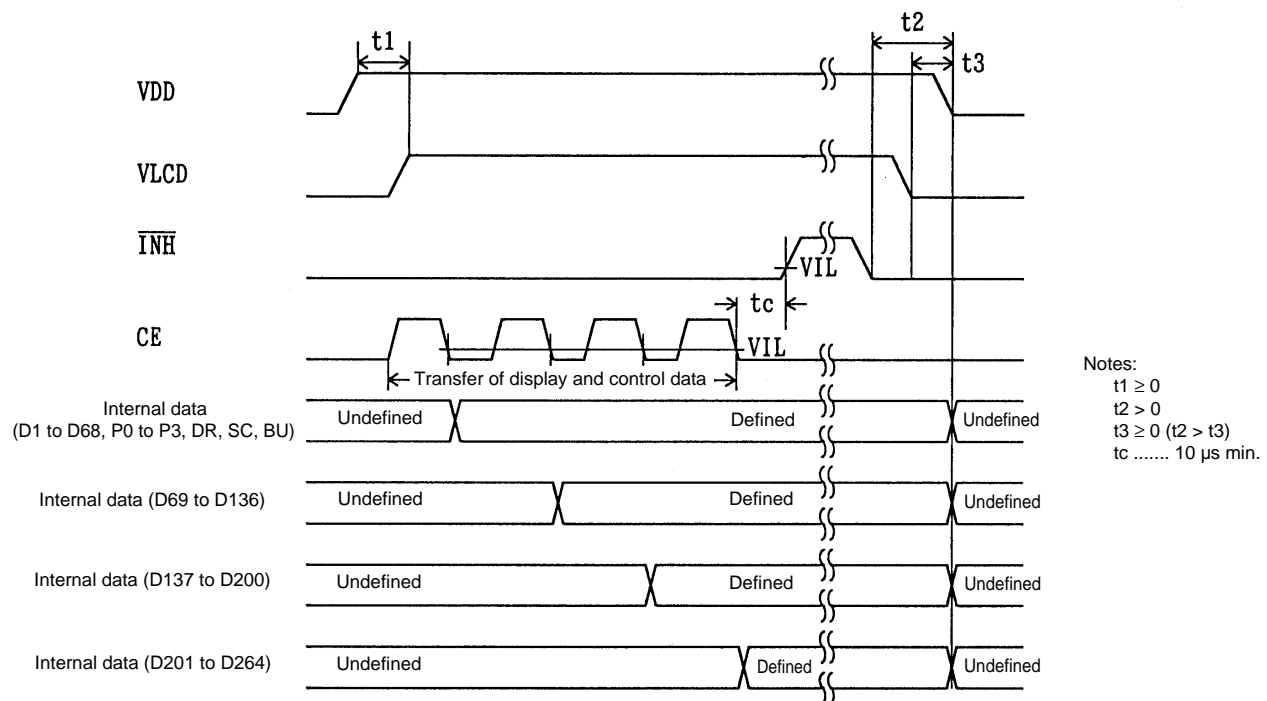 t1
t2
t3
VDD
VLCD
INH
VIL
tc
CE
VIL
Transfer of display and control data
Notes:
t1 ≥ 0
t2 > 0
t3 ≥ 0 (t2 > t3)
tc ....... 10 µs min.
Internal data
(D1 to D68, P0 to P3, DR, SC, BU)
Undefined
Defined
Undefined
Internal data (D69 to D136)
Undefined
Defined
Undefined
Internal data (D137 to D200)
Undefined
Defined
Undefined
Internal data (D201 to D264)
Undefined
Defined
Undefined